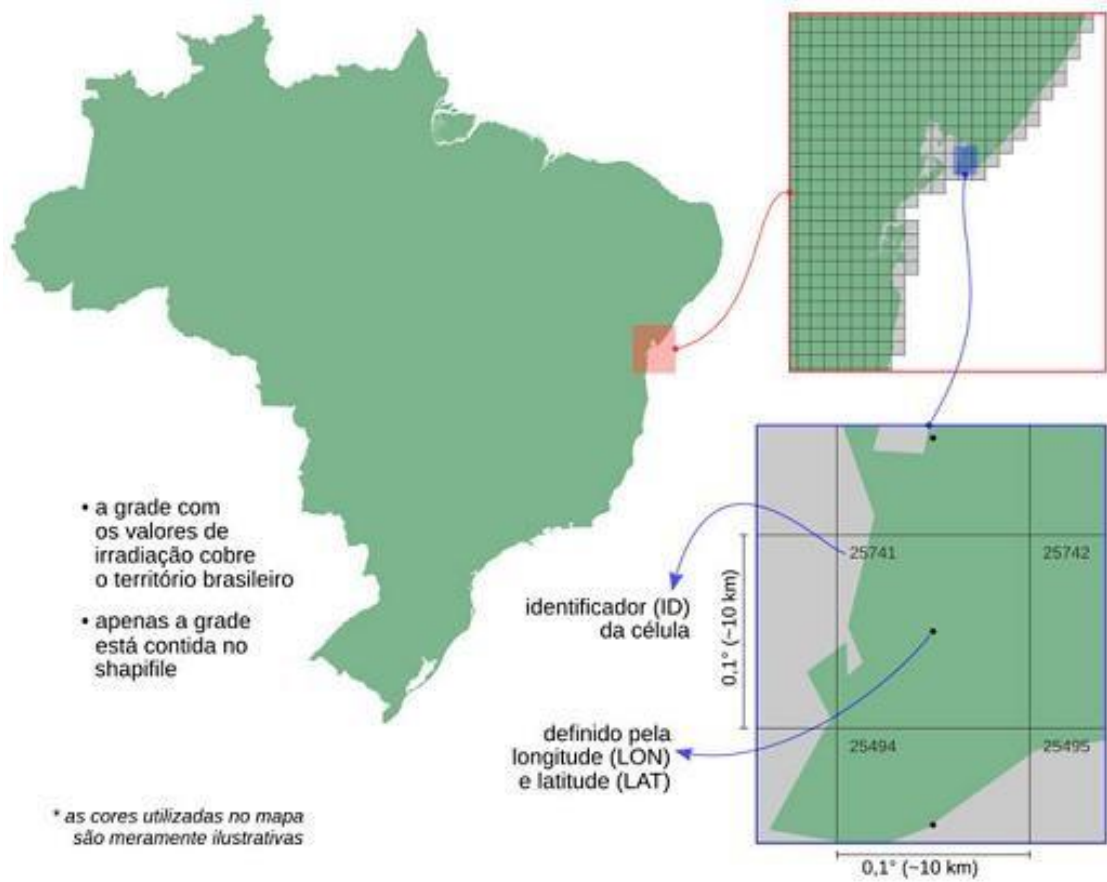 • a grade com
os valores de
irradiação cobre
o território brasileiro
• apenas a grade
está contida no
shapifile
* as cores utilizadas no mapa
são meramente ilustrativas
identificador (ID)
da célula
definido pela
longitude (LON)
e latitude (LAT)
0,1° (~10 km)
25741
25742
25494
25495
0,1° (~10 km)